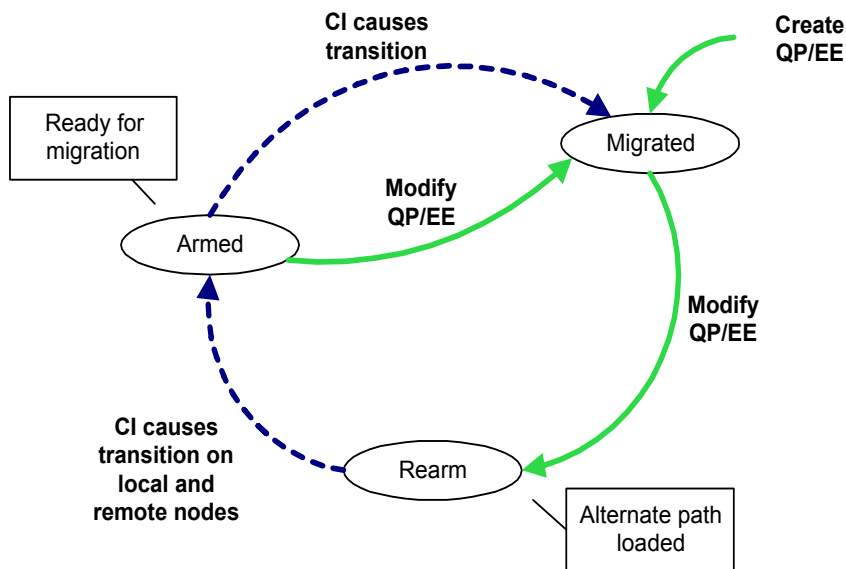 CI causes
transition
Create
QP/EE
Ready for
migration
Migrated
Modify
QP/EE
Armed
Modify
QP/EE
CI causes
transition on
local and
remote nodes
Rearm
Alternate path
loaded